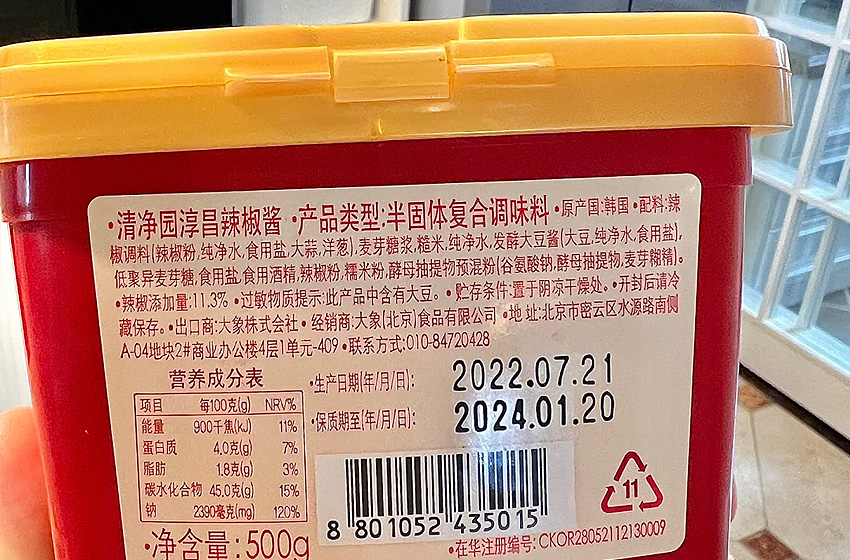 •清净园淳昌辣椒酱 •产品类型:半固体复合调味料 •原产国:韩国 •配料:辣
椒调料(辣椒粉,纯净水,食用盐,大蒜,洋葱),麦芽糖浆,糙米,纯净水,发酵大豆酱(大豆,纯净水,食用盐),
低聚异麦芽糖,食用盐,食用酒精,辣椒粉,糯米粉,酵母抽提物预混粉(谷氨酸钠,酵母抽提物,麦芽糊精)。
•辣椒添加量:11.3% •过敏物质提示:此产品中含有大豆。 •贮存条件:置于阴凉干燥处。 •开封后请冷
藏保存。 •出口商:大象株式会社 •经销商:大象(北京)食品有限公司 •地址:北京市密云区水源路南侧
A-04地块2#商业办公楼4层1单元-409 •联系方式:010-84720428
营养成分表
项目 每100克(g) NRV%
能量 900千焦(kJ) 11%
蛋白质 4.0克(g) 7%
脂肪 1.8克(g) 3%
碳水化合物 45.0克(g) 15%
钠 2390毫克(mg) 120%
•净含量: 500g
•生产日期(年/月/日): 2022.07.21
•保质期至(年/月/日): 2024.01.20
8 801052 435015
11
•在华注册编号: CKOR28052112130009